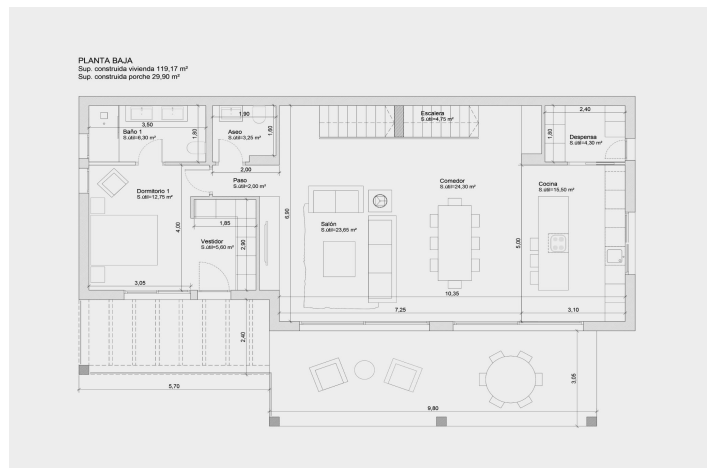 PLANTA BAJA
Sup. construida vivienda 119,17 m²
Sup. construida porche 29,90 m²
3,50
Baño 1
S.útil=6,30 m²
1,80
1,90
Aseo
S.útil=3,25 m²
1,60
2,00
Escalera
S.útil=4,75 m²
2,40
1,80
Despensa
S.útil=4,30 m²
Paso
S.útil=2,00 m²
Dormitorio 1
S.útil=12,75 m²
4,00
3,05
1,85
Vestidor
S.útil=5,60 m²
2,90
6,90
Salón
S.útil=23,65 m²
Comedor
S.útil=24,30 m²
Cocina
S.útil=15,50 m²
5,00
10,35
7,25
3,10
2,40
5,70
3,05
9,80